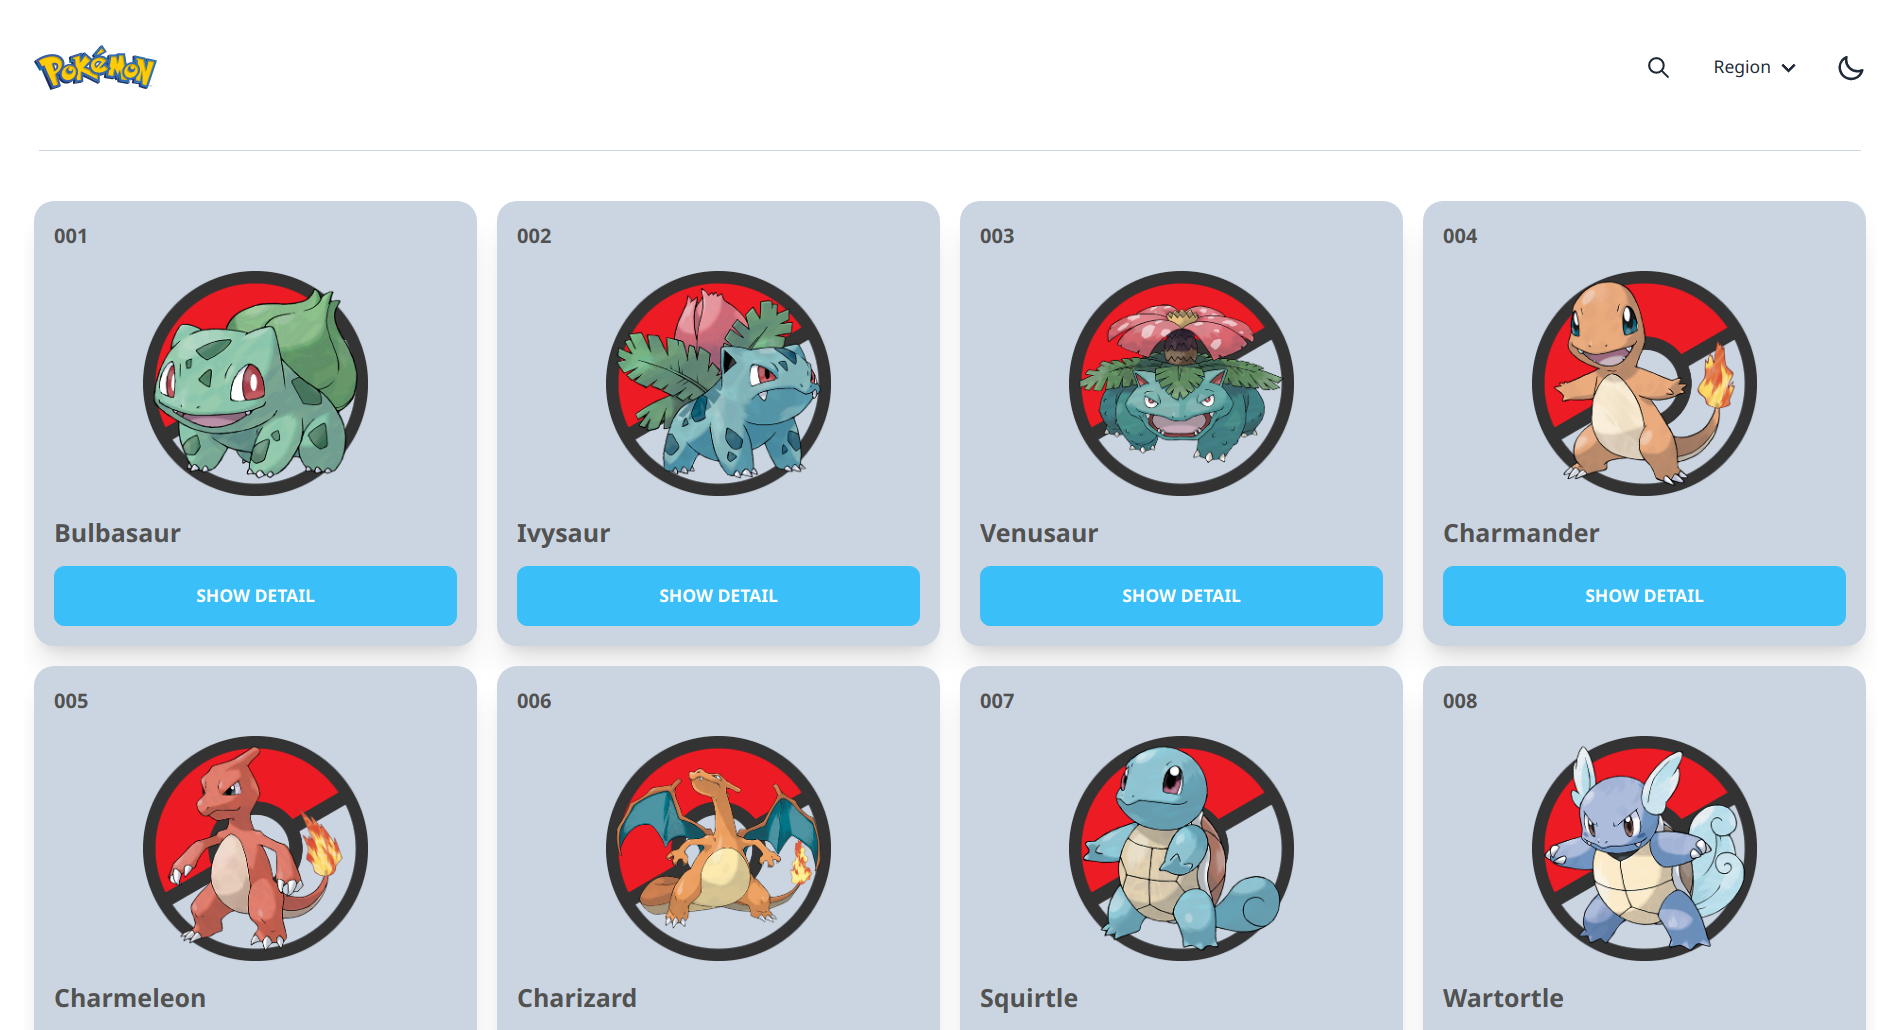 Pokémon
Region
001
002
003
004
Bulbasaur
Ivysaur
Venusaur
Charmander
SHOW DETAIL
SHOW DETAIL
SHOW DETAIL
SHOW DETAIL
005
006
007
008
Charmeleon
Charizard
Squirtle
Wartortle